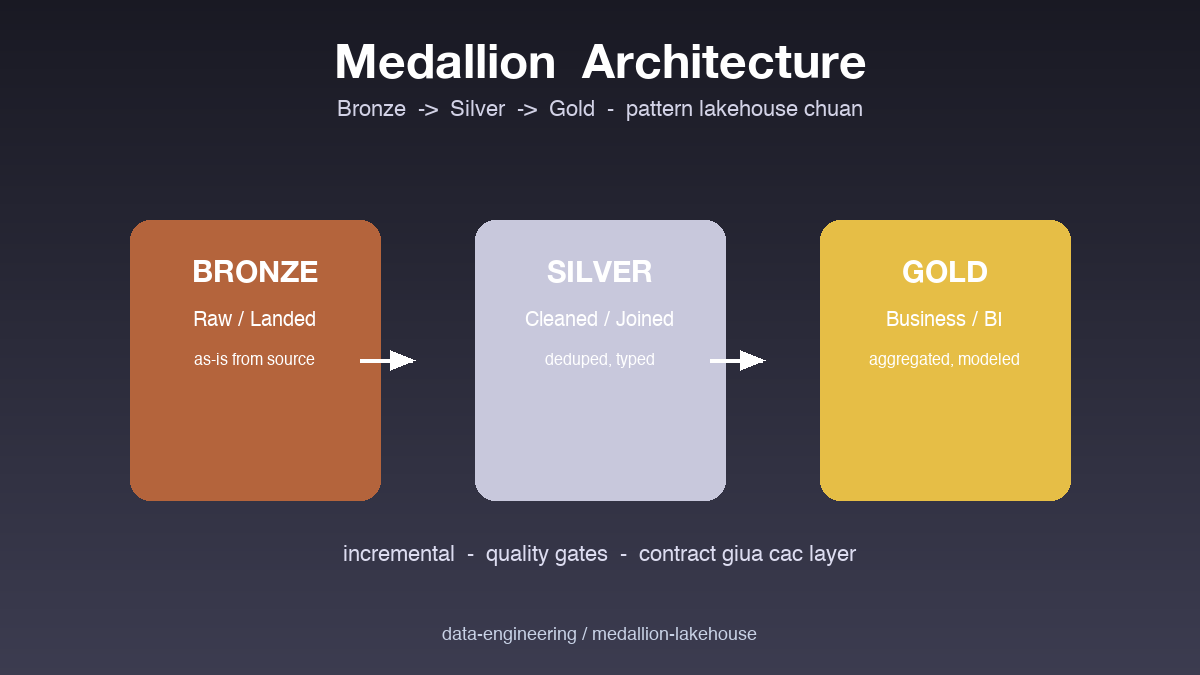 Medallion Architecture
Bronze -> Silver -> Gold - pattern lakehouse chuan
BRONZE
Raw / Landed
as-is from source
SILVER
Cleaned / Joined
deduped, typed
GOLD
Business / BI
aggregated, modeled
incremental - quality gates - contract giua cac layer
data-engineering / medallion-lakehouse